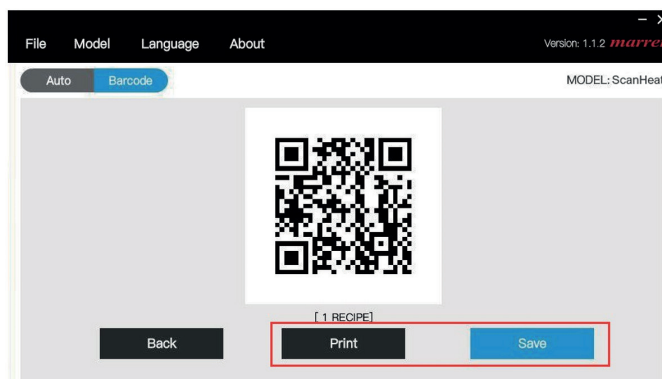 File Model Language About Version: 1.1.2
Auto Barcode MODEL: ScanHeat
[ 1 RECIPE]
Back Print Save